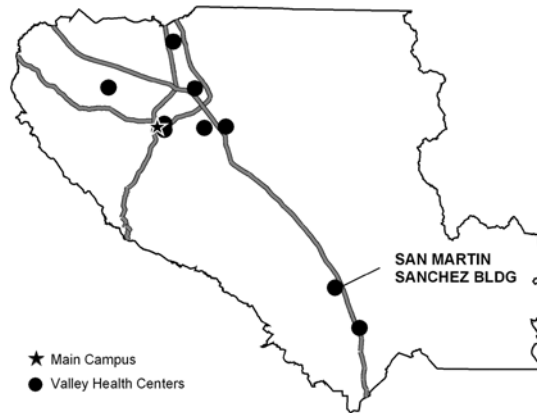 SAN MARTIN
SANCHEZ BLDG
Main Campus
Valley Health Centers